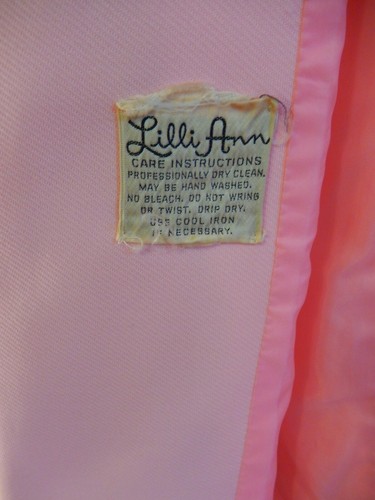 Lilli Ann
CARE INSTRUCTIONS
PROFESSIONALLY DRY CLEAN.
MAY BE HAND WASHED.
NO BLEACH. DO NOT WRING
OR TWIST. DRIP DRY.
USE COOL IRON
IF NECESSARY.